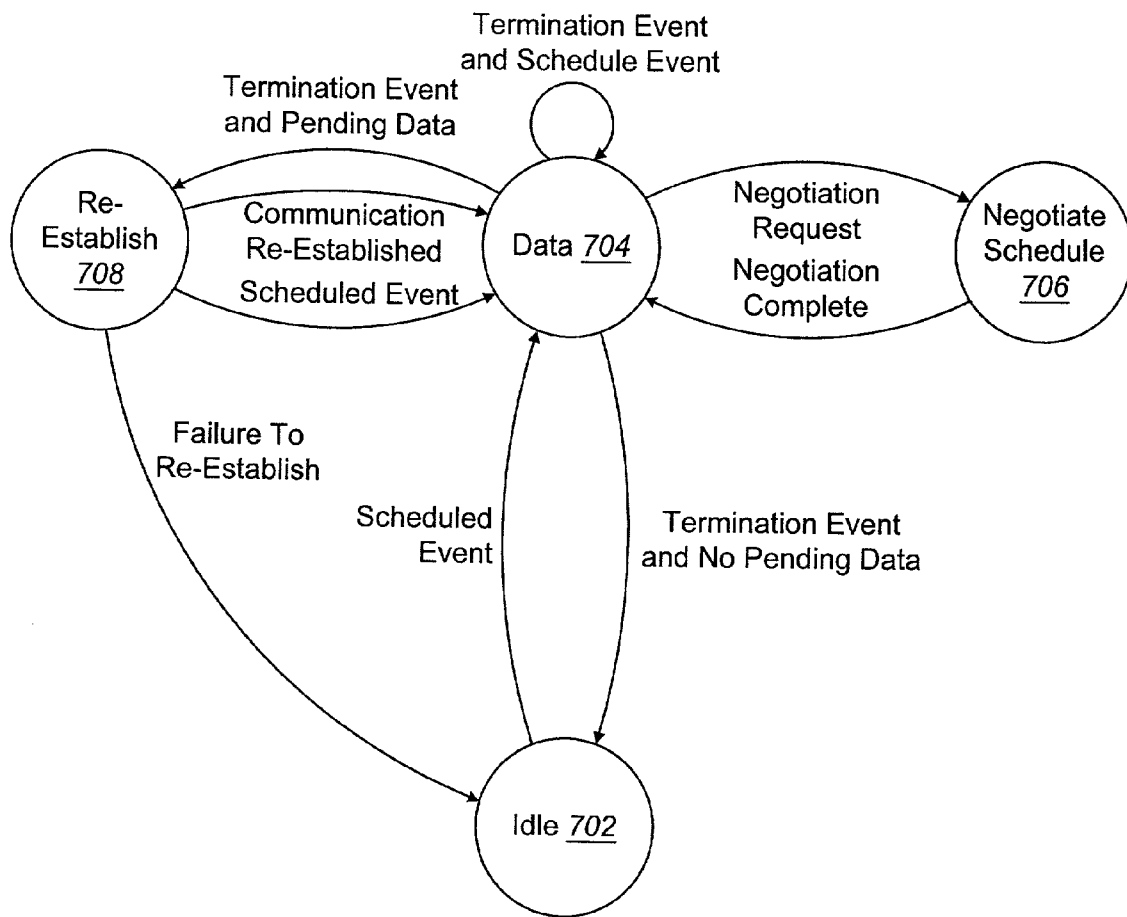 Termination Event
and Schedule Event
Termination Event
and Pending Data
Re-
Establish
708
Communication
Re-Established
Scheduled Event
Data 704
Negotiation
Request
Negotiation
Complete
Negotiate
Schedule
706
Failure To
Re-Establish
Scheduled
Event
Termination Event
and No Pending Data
Idle 702